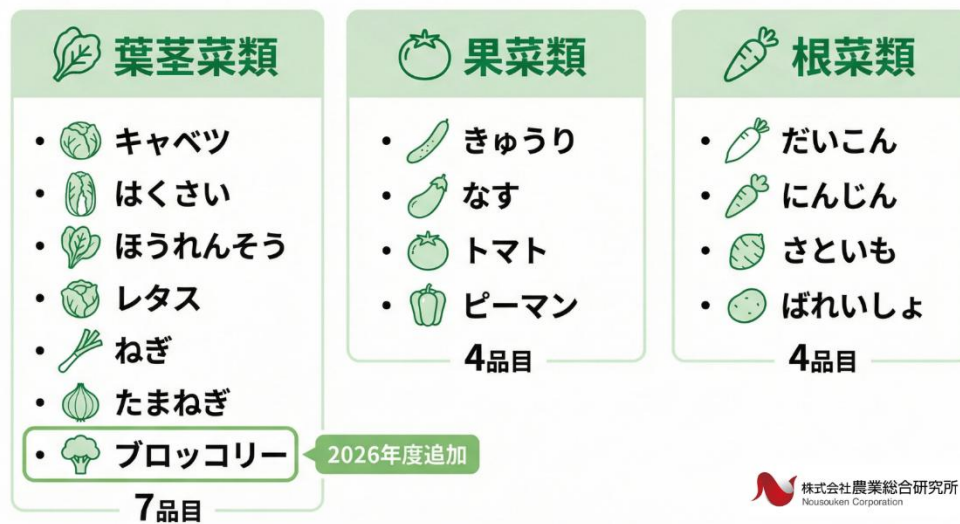 葉茎菜類
・キャベツ
・はくさい
・ほうれんそう
・レタス
・ねぎ
・たまねぎ
・ブロッコリー
2026年度追加
7品目
果菜類
・きゅうり
・なす
・トマト
・ピーマン
4品目
根菜類
・だいこん
・にんじん
・さといも
・ばれいしょ
4品目
株式会社農業総合研究所
Nousouken Corporation